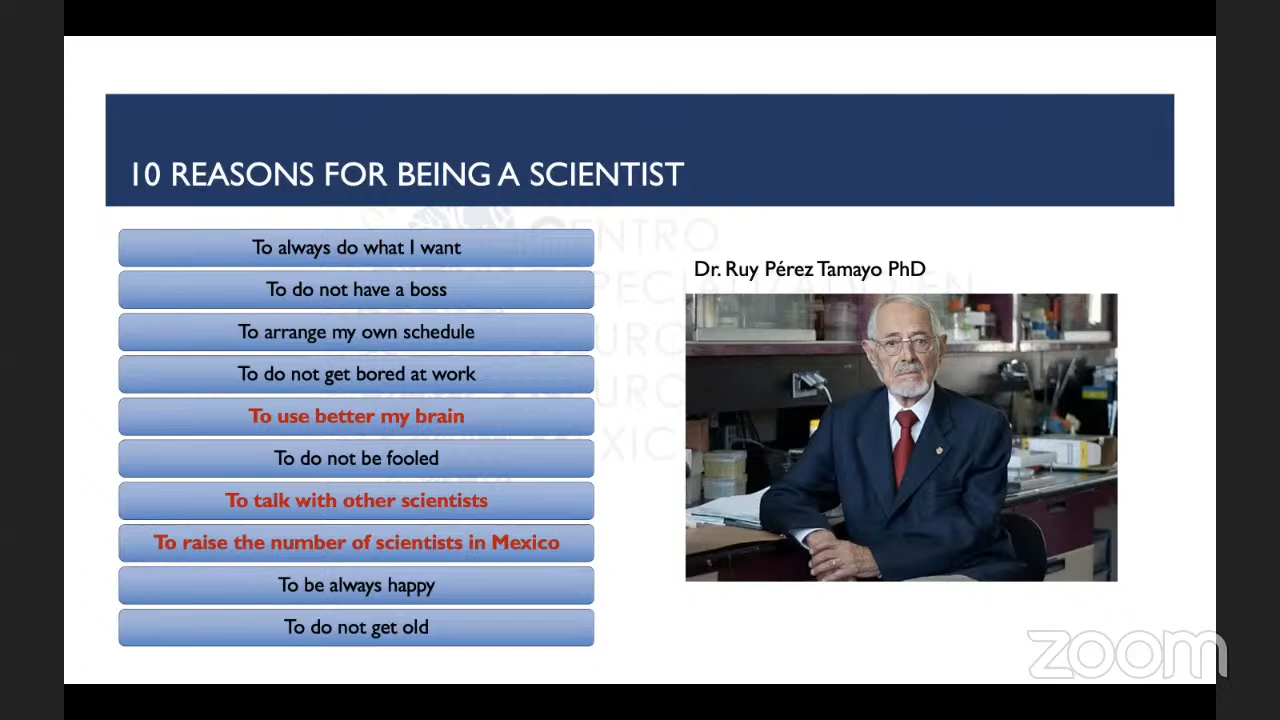 10 REASONS FOR BEING A SCIENTIST
To always do what I want
To do not have a boss
To arrange my own schedule
To do not get bored at work
To use better my brain
To do not be fooled
To talk with other scientists
To raise the number of scientists in Mexico
To be always happy
To do not get old
Dr. Ruy Pérez Tamayo PhD
zoom